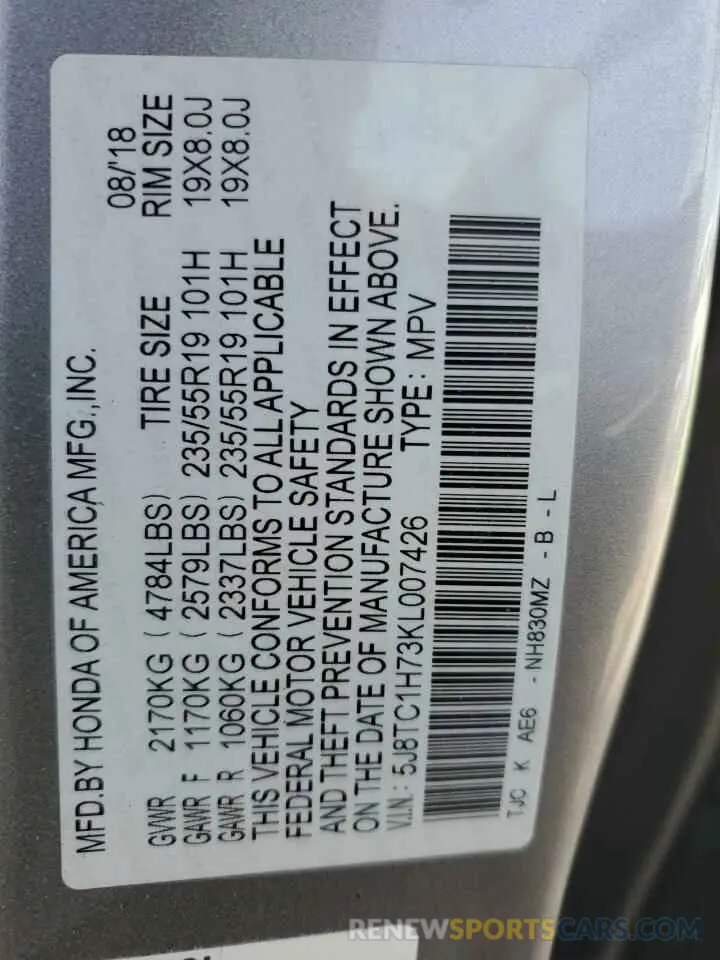 MFD.BY HONDA OF AMERICA MFG.,INC. 08/'18
GVWR 2170KG ( 4784LBS) TIRE SIZE RIM SIZE
GAWR F 1170KG ( 2579LBS) 235/55R19 101H 19X8.0J
GAWR R 1060KG ( 2337LBS) 235/55R19 101H 19X8.0J
THIS VEHICLE CONFORMS TO ALL APPLICABLE
FEDERAL MOTOR VEHICLE SAFETY
AND THEFT PREVENTION STANDARDS IN EFFECT
ON THE DATE OF MANUFACTURE SHOWN ABOVE.
V.I.N: 5J8TC1H73KL007426 TYPE: MPV
TJC K AE6 - NH830MZ - B - L
RENEWSPORTSCARS.COM